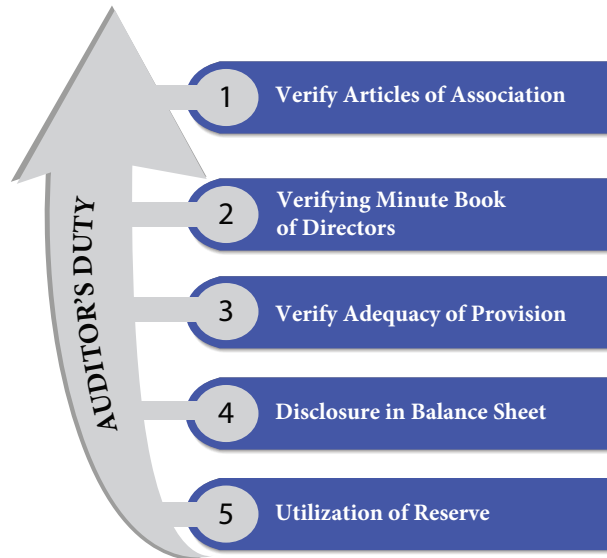 AUDITOR'S DUTY
1 Verify Articles of Association
2 Verifying Minute Book
of Directors
3 Verify Adequacy of Provision
4 Disclosure in Balance Sheet
5 Utilization of Reserve